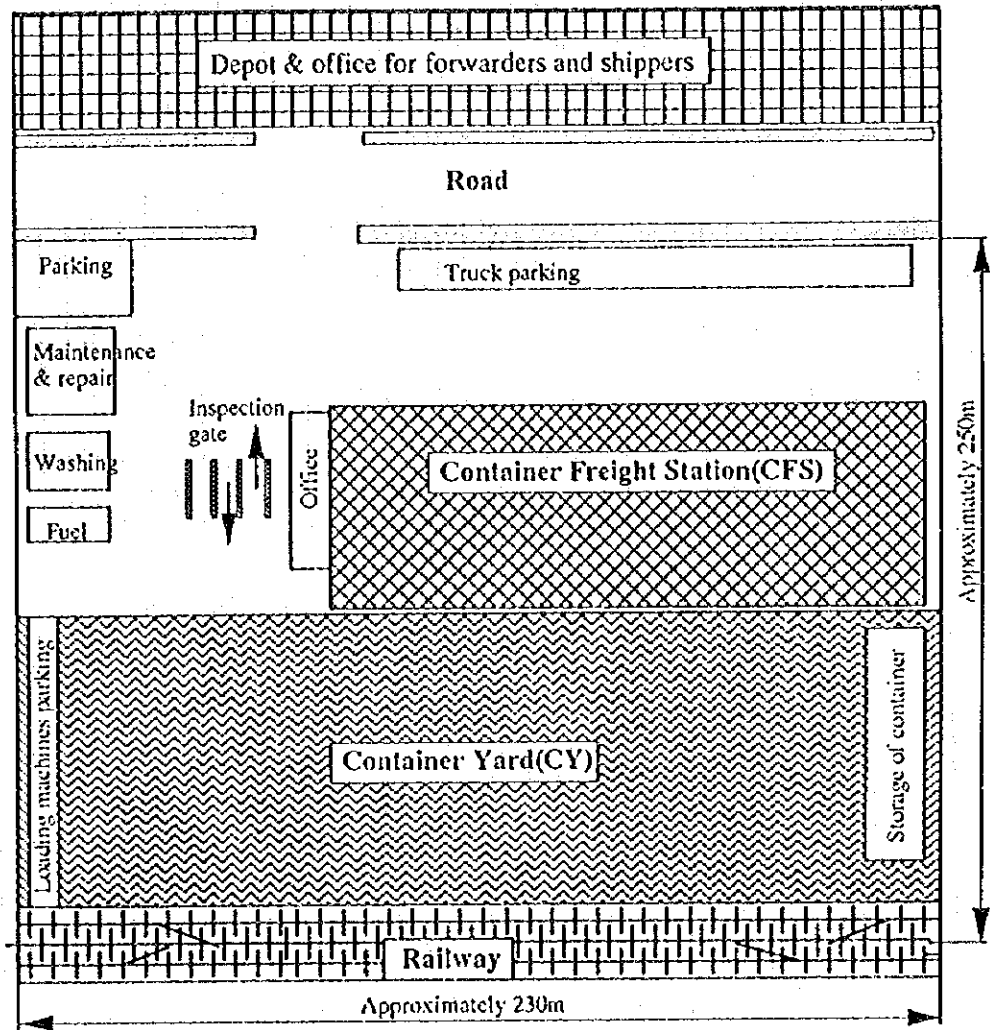 Depot & office for forwarders and shippers
Road
Parking
Truck parking
Maintenance
& repair
Inspection
gate
Office
Container Freight Station(CFS)
Washing
Fuel
Approximately 250m
Loading machines parking
Container Yard(CY)
Storage of container
Railway
Approximately 230m